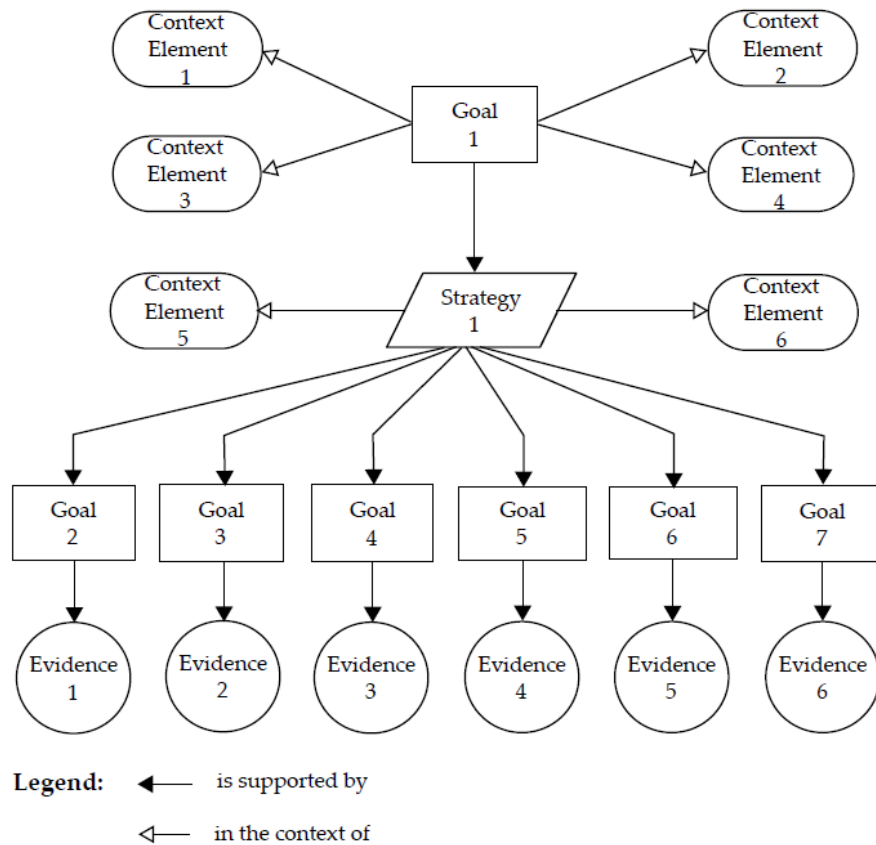 Context
Element
1
Context
Element
2
Goal
1
Context
Element
3
Context
Element
4
Context
Element
5
Strategy
1
Context
Element
6
Goal
2
Goal
3
Goal
4
Goal
5
Goal
6
Goal
7
Evidence
1
Evidence
2
Evidence
3
Evidence
4
Evidence
5
Evidence
6
Legend:
is supported by
in the context of